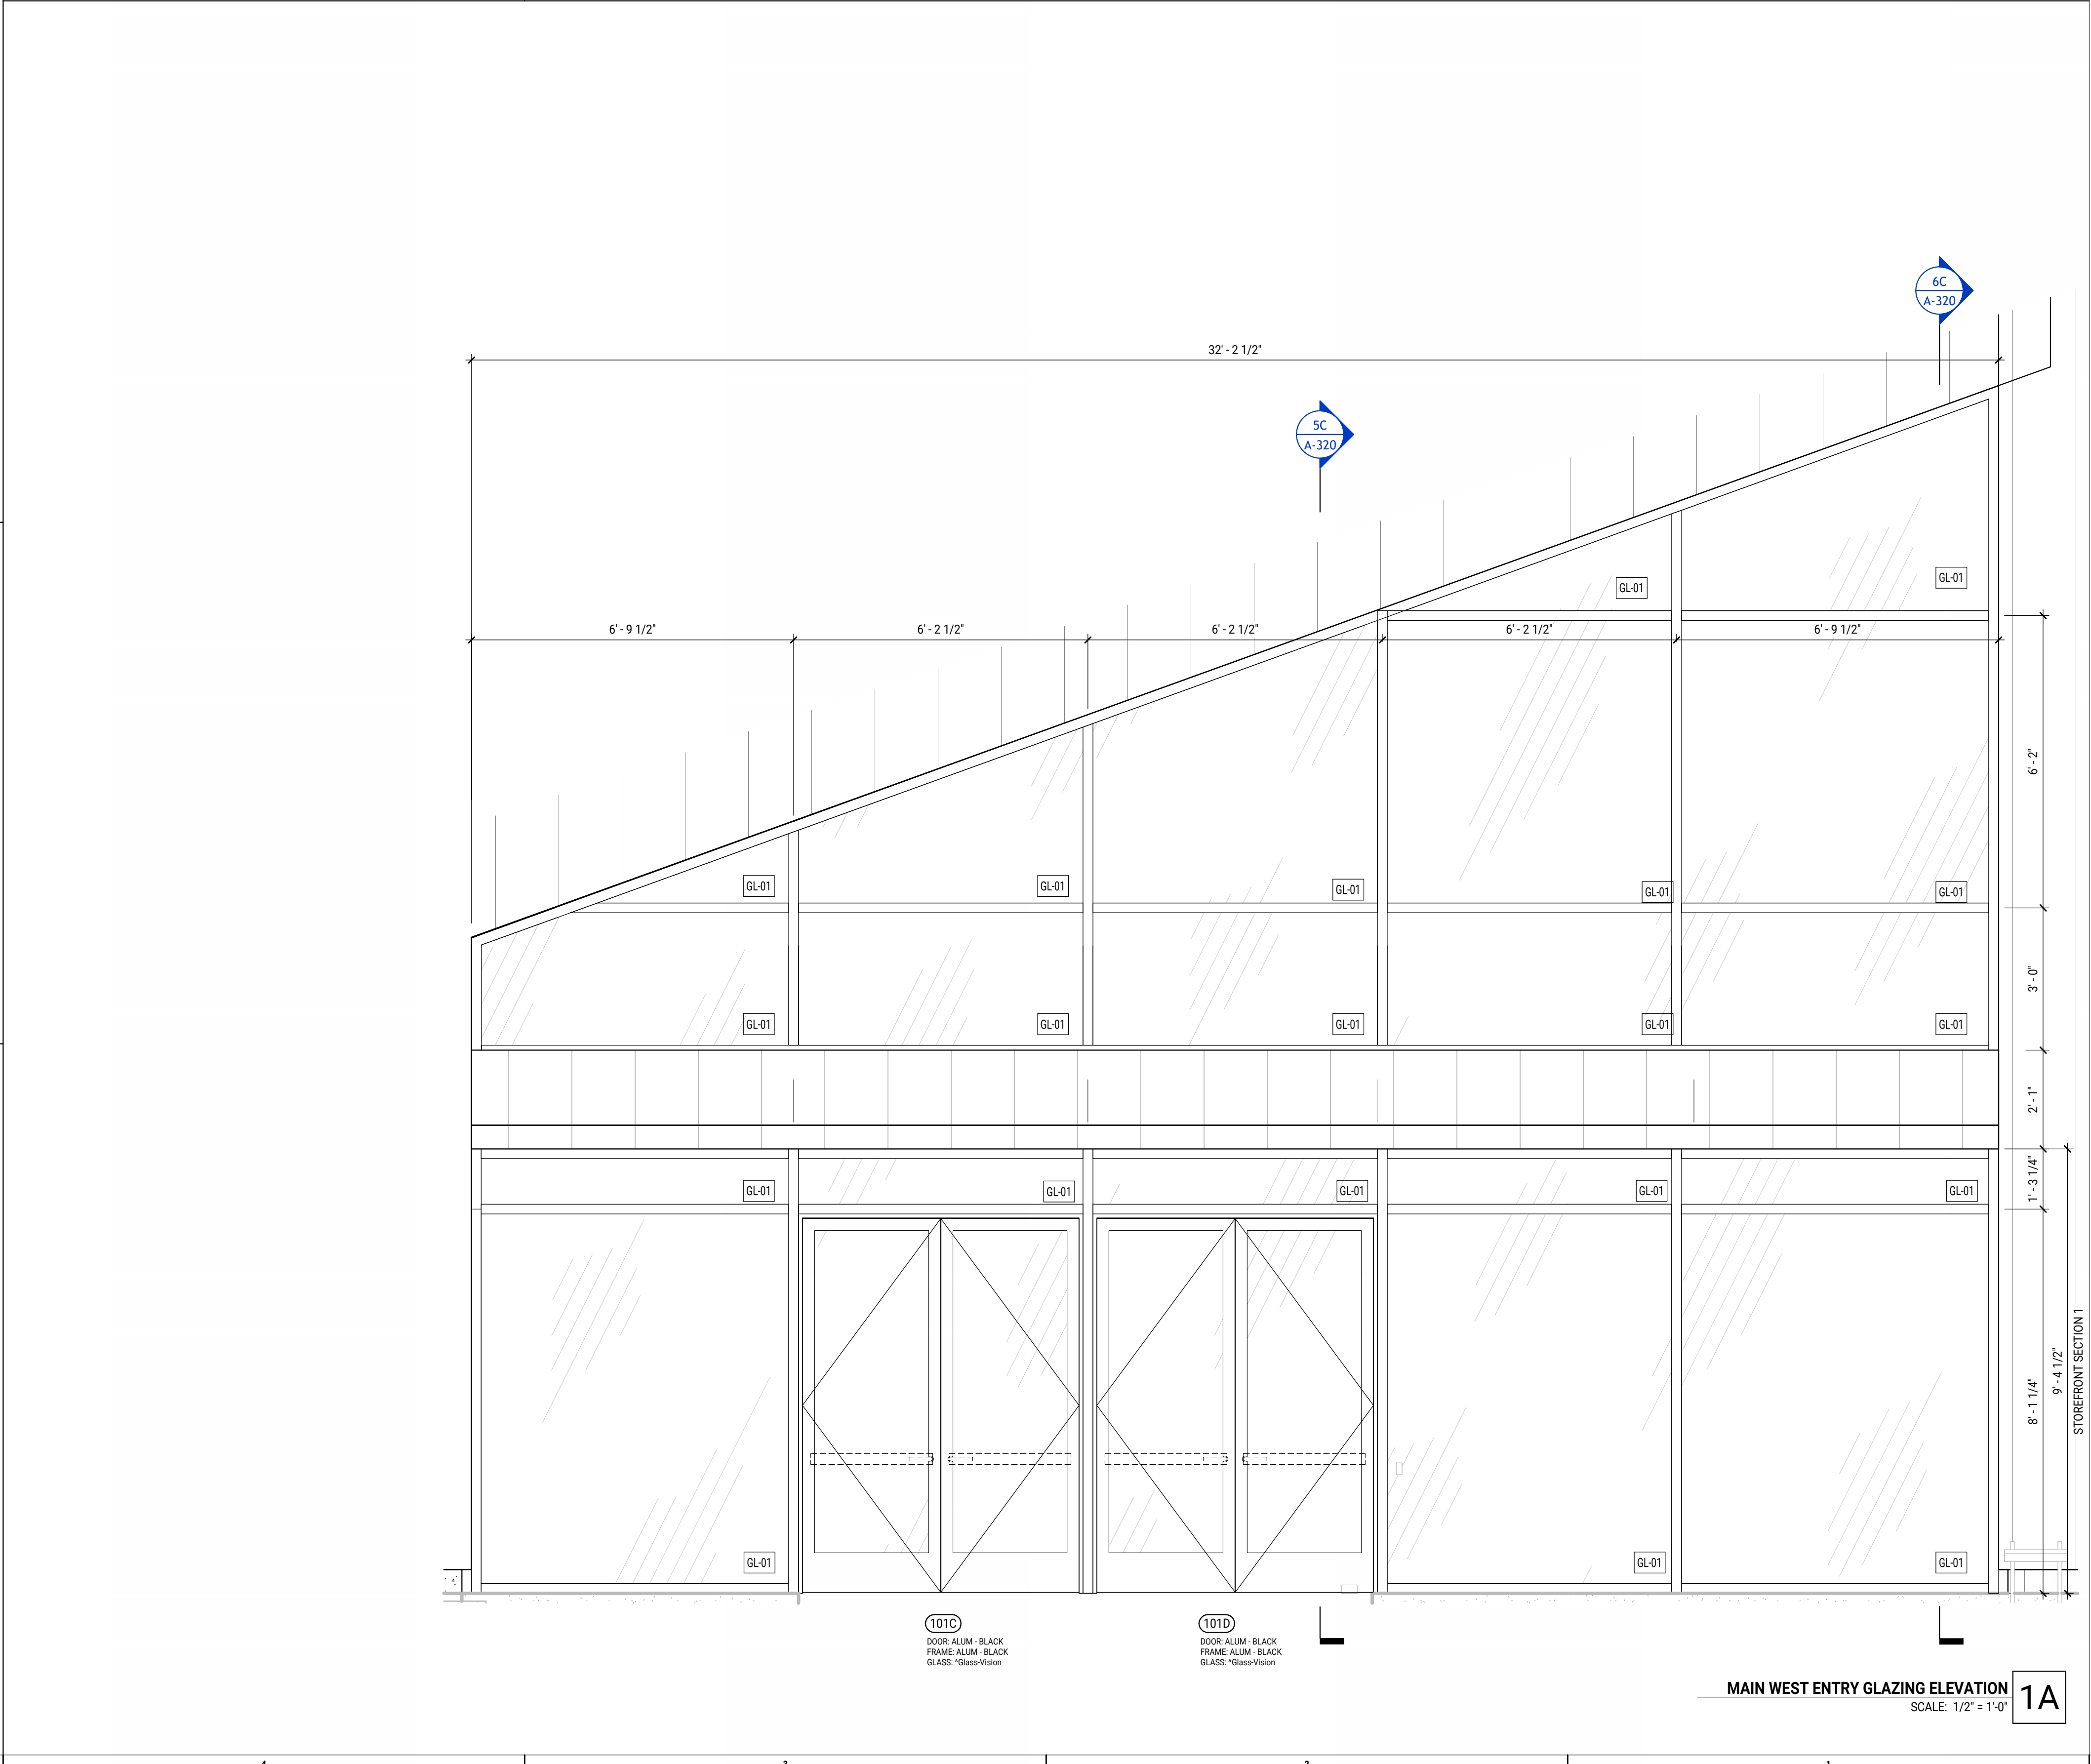 6C
A-320
32' - 2 1/2"
5C
A-320
GL-01
GL-01
6' - 9 1/2"
6' - 2 1/2"
6' - 2 1/2"
6' - 2 1/2"
6' - 9 1/2"
6' - 2"
GL-01
GL-01
GL-01
GL-01
GL-01
3' - 0"
GL-01
GL-01
GL-01
GL-01
GL-01
2' - 1"
GL-01
GL-01
GL-01
GL-01
GL-01
1' - 3 1/4"
8' - 1 1/4"
9' - 4 1/2"
STOREFRONT SECTION 1
GL-01
GL-01
GL-01
101C
DOOR: ALUM - BLACK
FRAME: ALUM - BLACK
GLASS: *Glass-Vision
101D
DOOR: ALUM - BLACK
FRAME: ALUM - BLACK
GLASS: *Glass-Vision
MAIN WEST ENTRY GLAZING ELEVATION
SCALE: 1/2" = 1'-0"
1A